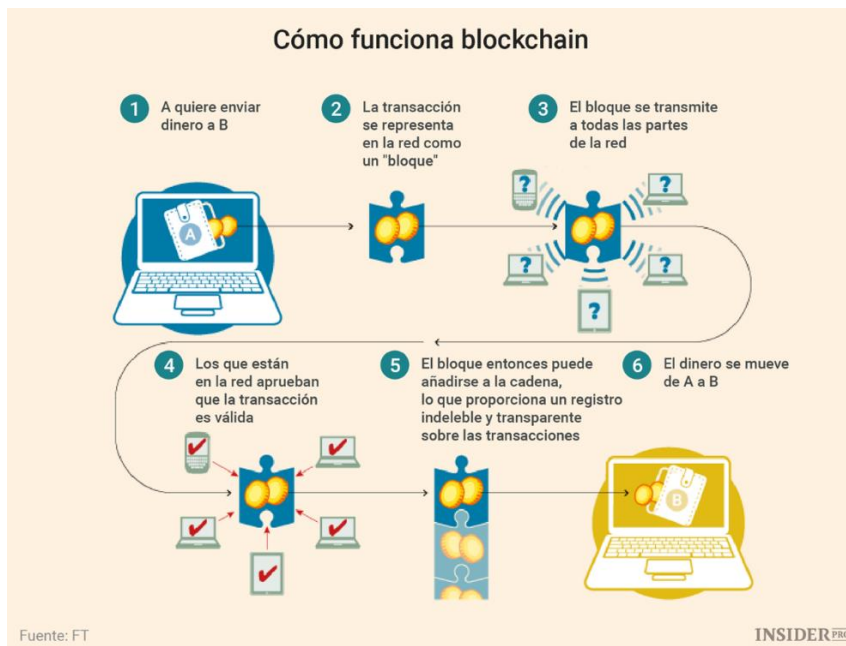 Cómo funciona blockchain
1
A quiere enviar
dinero a B
2
La transacción
se representa
en la red como
un "bloque"
3
El bloque se transmite
a todas las partes
de la red
A
?
?
?
?
?
4
Los que están
en la red aprueban
que la transacción
es válida
5
El bloque entonces puede
añadirse a la cadena,
lo que proporciona un registro
indeleble y transparente
sobre las transacciones
6
El dinero se mueve
de A a B
B
Fuente: FT
INSIDER PRO